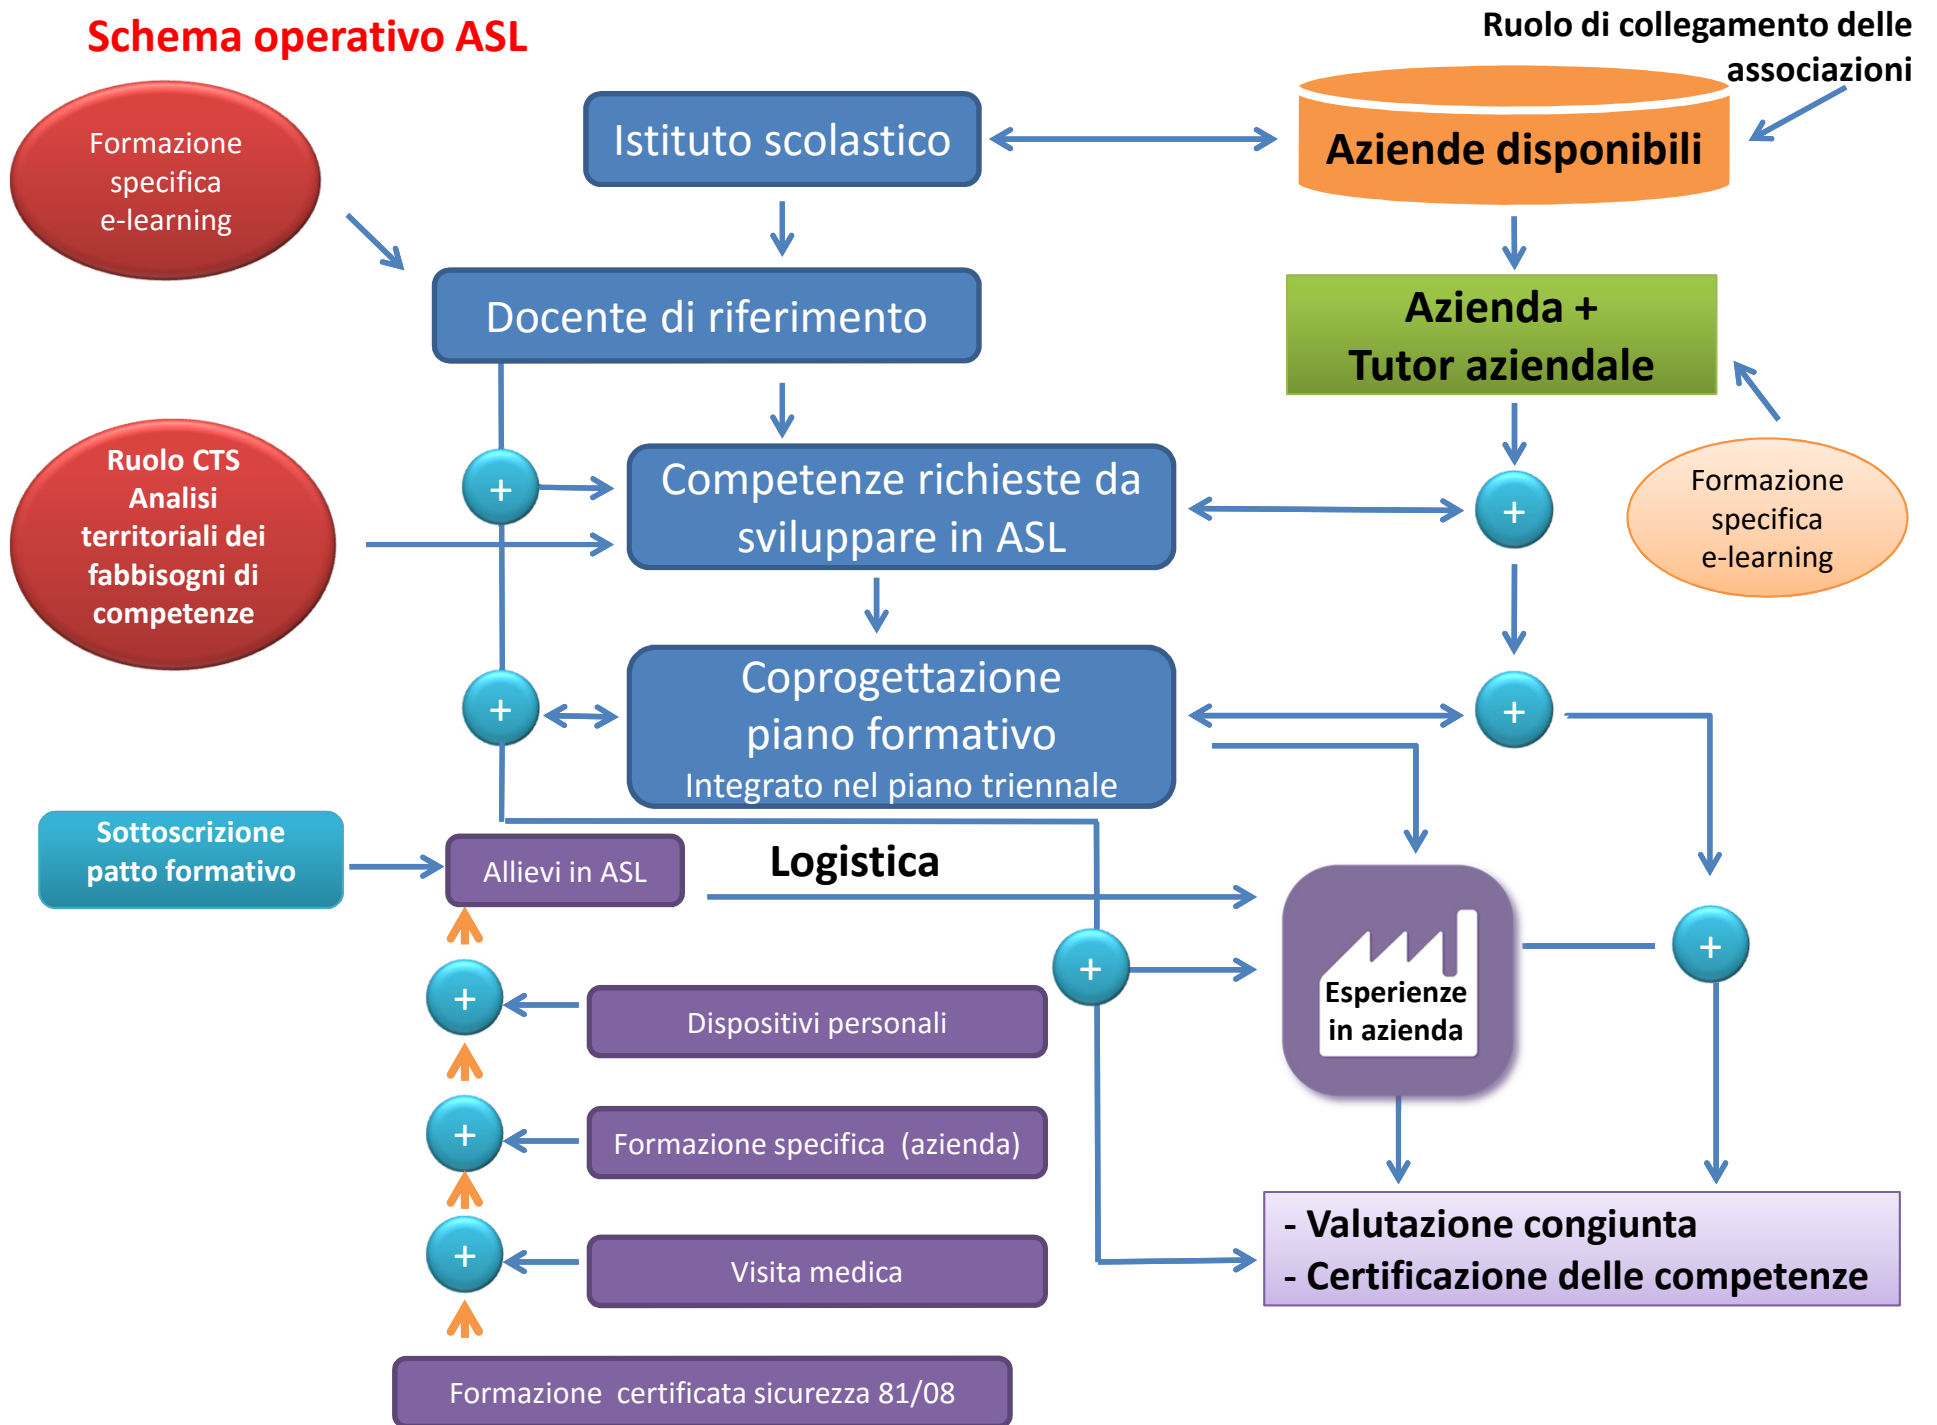 Schema operativo ASL
Ruolo di collegamento delle
associazioni
Formazione
specifica
e-learning
Istituto scolastico
Aziende disponibili
Docente di riferimento
Azienda +
Tutor aziendale
Ruolo CTS
Analisi
territoriali dei
fabbisogni di
competenze
+
Competenze richieste da
sviluppare in ASL
+
Formazione
specifica
e-learning
+
Coprogettazione
piano formativo
Integrato nel piano triennale
+
Sottoscrizione
patto formativo
Allievi in ASL
Logistica
+
Esperienze
in azienda
+
+
Dispositivi personali
+
Formazione specifica (azienda)
+
Visita medica
- Valutazione congiunta
- Certificazione delle competenze
Formazione certificata sicurezza 81/08